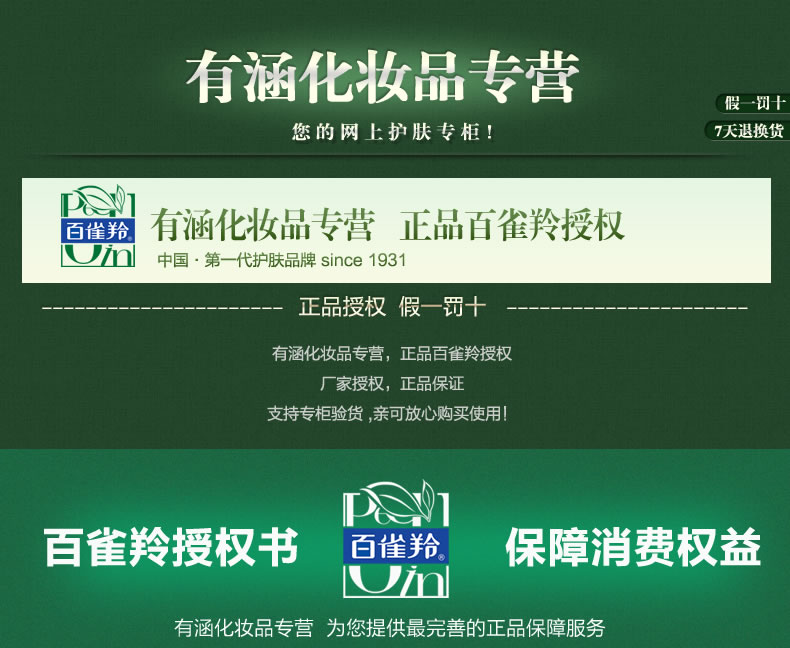 有涵化妆品专营
您的网上护肤专柜!
假一罚十
7天退换货
百雀羚®
有涵化妆品专营 正品百雀羚授权
中国·第一代护肤品牌 since 1931
正品授权 假一罚十
有涵化妆品专营，正品百雀羚授权
厂家授权，正品保证
支持专柜验货 ,亲可放心购买使用!
百雀羚授权书
百雀羚®
保障消费权益
有涵化妆品专营 为您提供最完善的正品保障服务